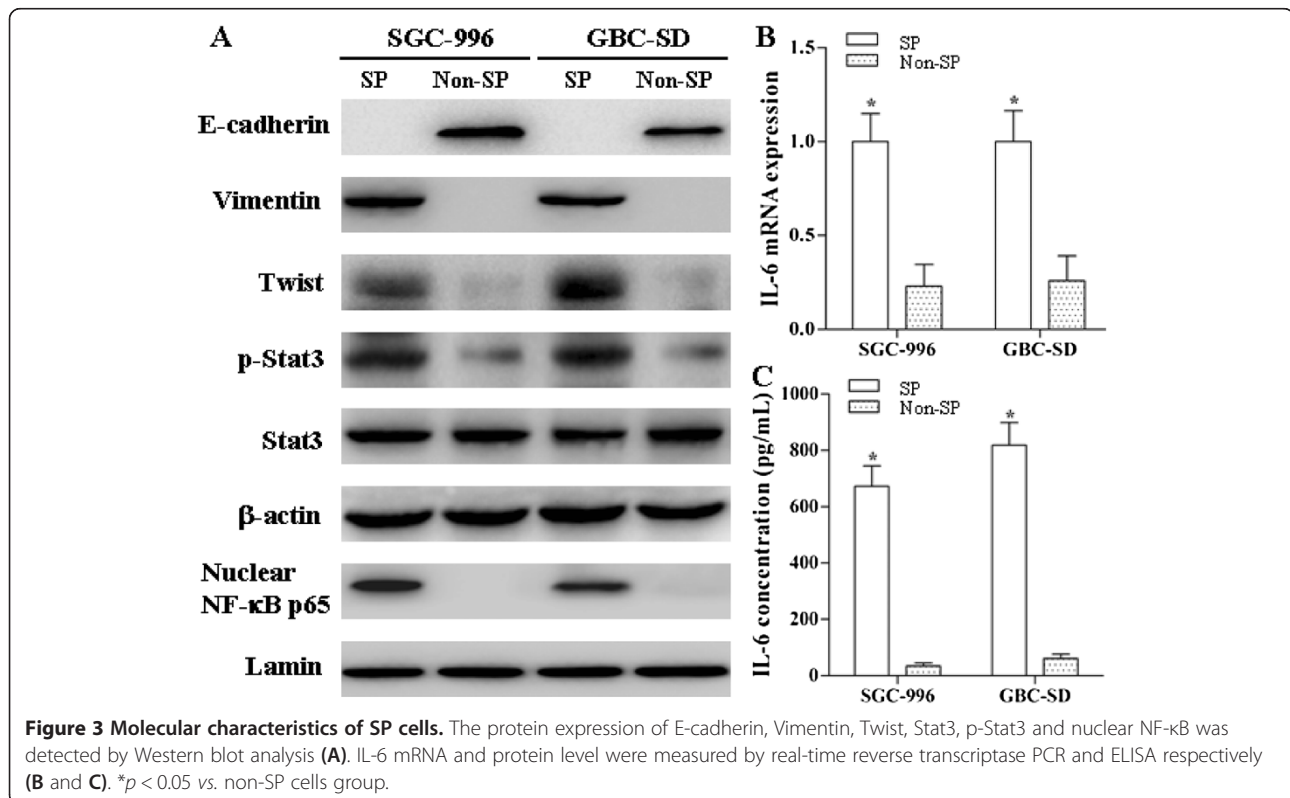 A
SGC-996 GBC-SD
SP Non-SP SP Non-SP
E-cadherin
Vimentin
Twist
p-Stat3
Stat3
β-actin
Nuclear
NF-κB p65
Lamin
B
SP
Non-SP
IL-6 mRNA expression
1.5
1.0
0.5
0.0
* *
SGC-996 GBC-SD
C
SP
Non-SP
IL-6 concentration (pg/mL)
1000
800
600
400
200
0
* *
SGC-996 GBC-SD
Figure 3 Molecular characteristics of SP cells. The protein expression of E-cadherin, Vimentin, Twist, Stat3, p-Stat3 and nuclear NF-κB was
detected by Western blot analysis (A). IL-6 mRNA and protein level were measured by real-time reverse transcriptase PCR and ELISA respectively
(B and C). *p < 0.05 vs. non-SP cells group.